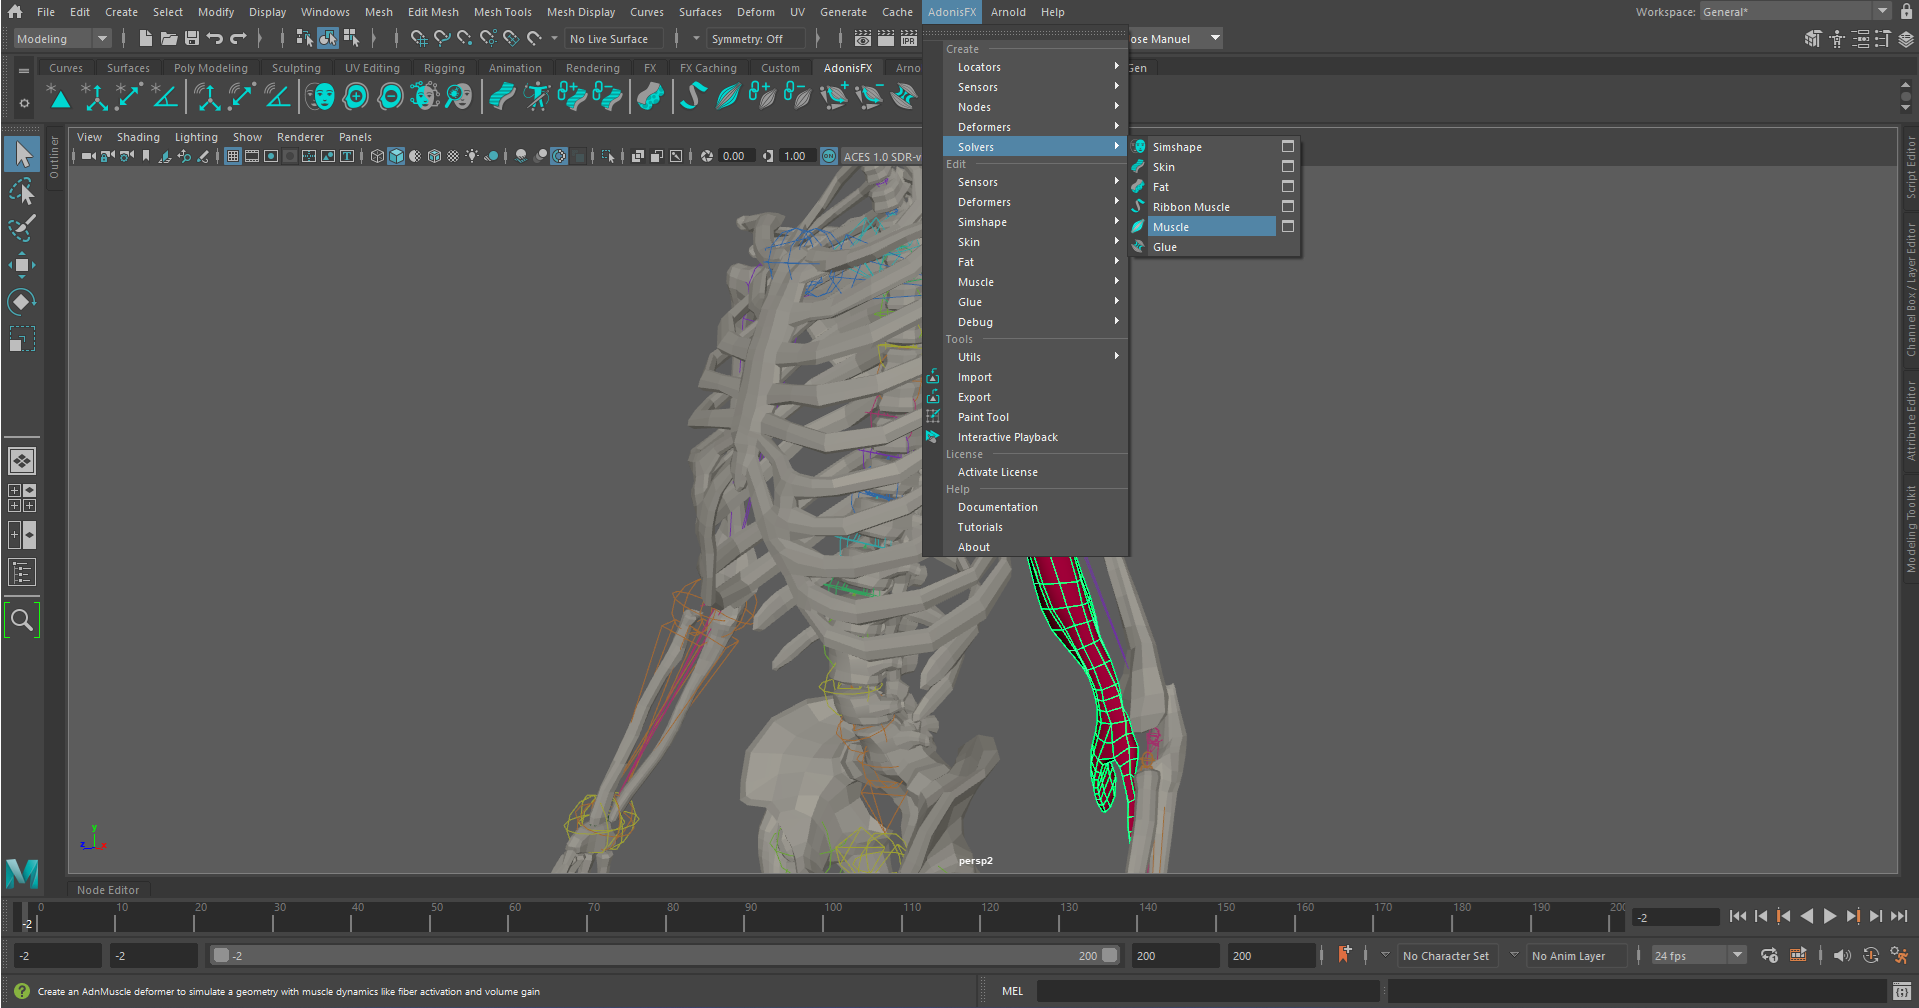 File Edit Create Select Modify Display Windows Mesh Edit Mesh Mesh Tools Mesh Display Curves Surfaces Deform UV Generate Cache AdonisFX Arnold Help Workspace: General*
Modeling No Live Surface Symmetry: Off IPR ose Manuel
Curves Surfaces Poly Modeling Sculpting UV Editing Rigging Animation Rendering FX FX Caching Custom AdonisFX Arno Gen
View Shading Lighting Show Renderer Panels
0.00 1.00 ACES 1.0 SDR-v
Outliner
Create
Locators
Sensors
Nodes
Deformers
Solvers
Edit
Sensors
Deformers
Simshape
Skin
Fat
Muscle
Glue
Debug
Tools
Utils
Import
Export
Paint Tool
Interactive Playback
License
Activate License
Help
Documentation
Tutorials
About
Simshape
Skin
Fat
Ribbon Muscle
Muscle
Glue
Script Editor
Channel Box / Layer Editor
Attribute Editor
Modeling Toolkit
y
z x
persp2
M
Node Editor
0 10 20 30 40 50 60 70 80 90 100 110 120 130 140 150 160 170 180 190 200
-2 -2
-2 -2 -2 200 200 200 No Character Set No Anim Layer 24 fps
Create an AdnMuscle deformer to simulate a geometry with muscle dynamics like fiber activation and volume gain MEL